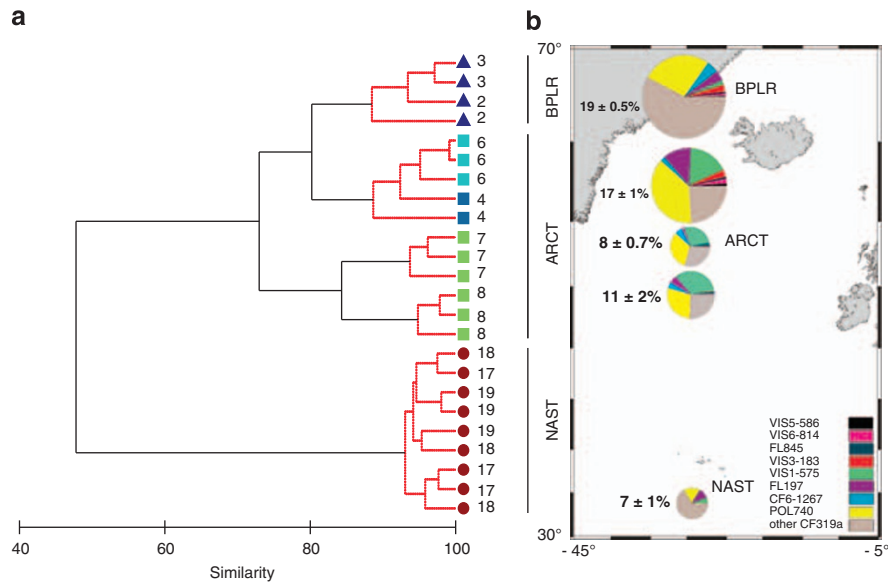 a
3
3
2
2
6
6
6
4
4
7
7
7
8
8
8
18
17
19
19
19
18
17
17
18
40 60 80 100
Similarity
b
BPLR
ARCT
NAST
70°
30°
- 45° - 5°
BPLR
19 ± 0.5%
17 ± 1%
8 ± 0.7% ARCT
11 ± 2%
NAST
7 ± 1%
VIS5-586
VIS6-814
FL845
VIS3-183
VIS1-575
FL197
CF6-1267
POL740
other CF319a